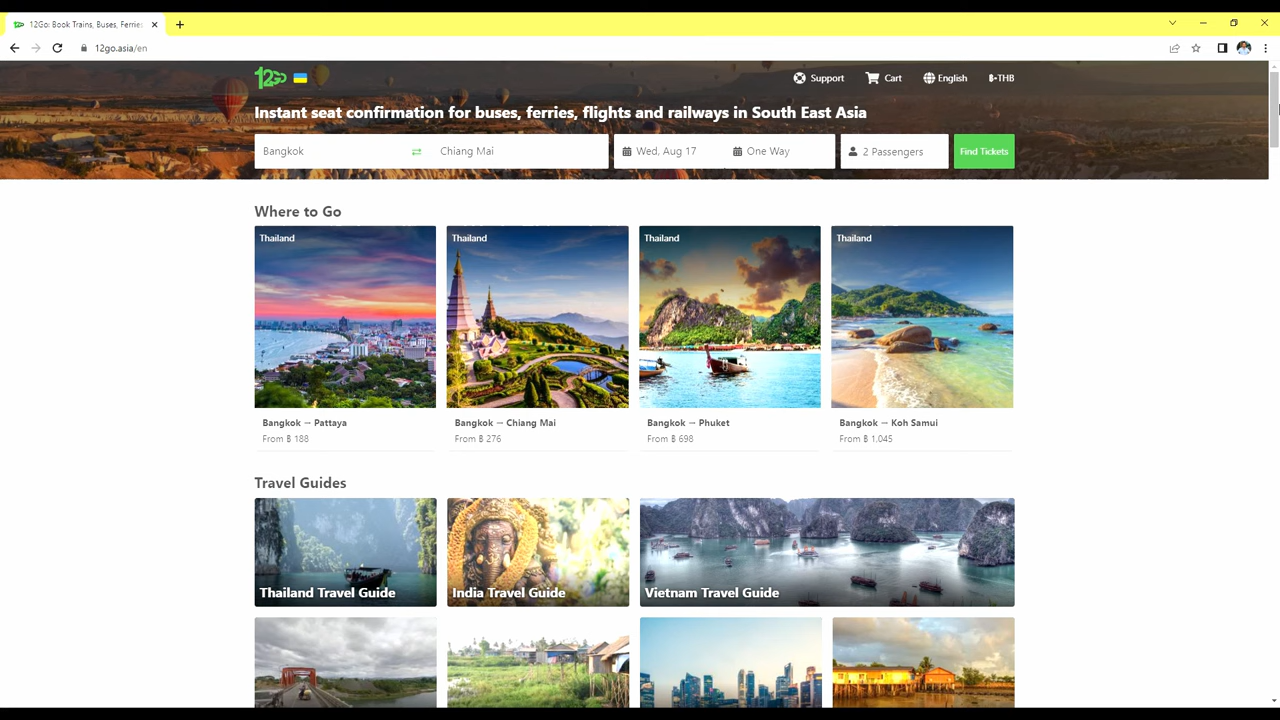 12Go: Book Trains, Buses, Ferrie
12go.asia/en
12GO
Support
Cart
English
฿•THB
Instant seat confirmation for buses, ferries, flights and railways in South East Asia
Bangkok
Chiang Mai
Wed, Aug 17
One Way
2 Passengers
Find Tickets
Where to Go
Thailand
Thailand
Thailand
Thailand
Bangkok — Pattaya
Bangkok — Chiang Mai
Bangkok — Phuket
Bangkok — Koh Samui
From ฿ 188
From ฿ 276
From ฿ 698
From ฿ 1,045
Travel Guides
Thailand Travel Guide
India Travel Guide
Vietnam Travel Guide